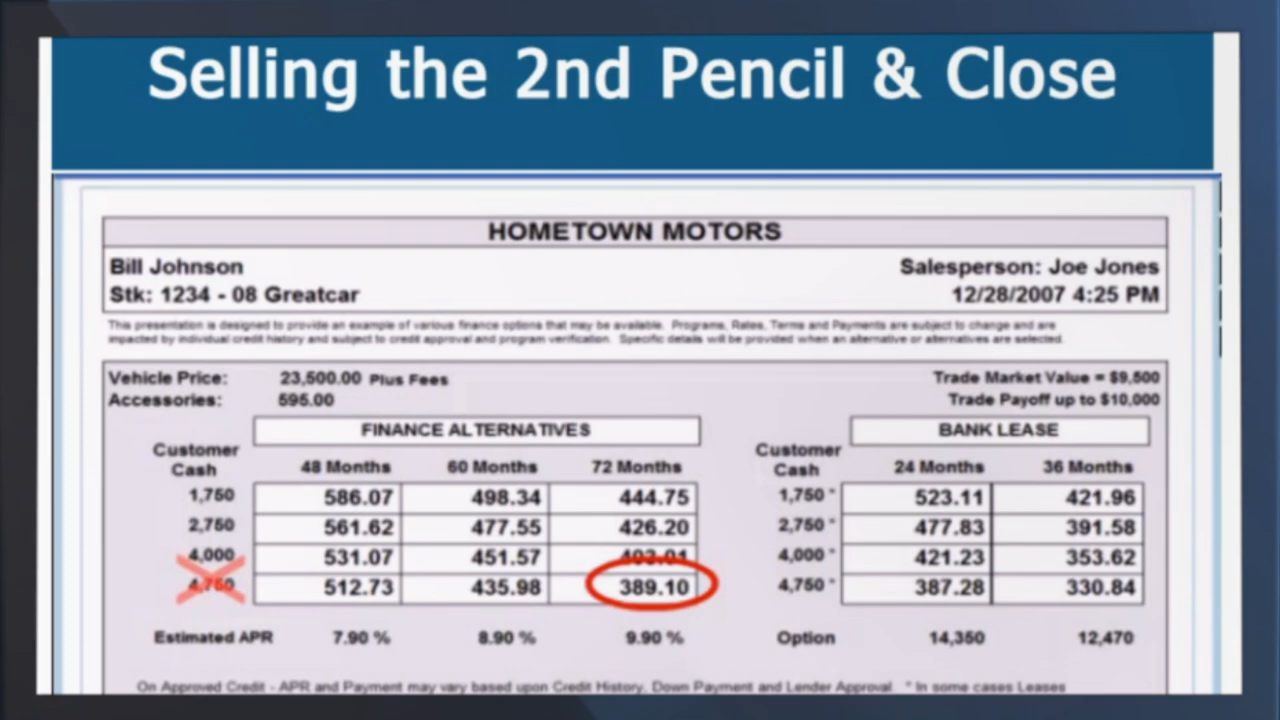 Selling the 2nd Pencil & Close
HOMETOWN MOTORS
Bill Johnson Salesperson: Joe Jones
Stk: 1234 - 08 Greatcar 12/28/2007 4:25 PM
This presentation is designed to provide an example of various finance options that may be available. Programs, Rates, Terms and Payments are subject to change and are
impacted by individual credit history and subject to credit approval and program verification. Specific details will be provided when an alternative or alternatives are selected.
Vehicle Price: 23,500.00 Plus Fees Trade Market Value = $9,500
Accessories: 595.00 Trade Payoff up to $10,000
FINANCE ALTERNATIVES BANK LEASE
Customer Cash 48 Months 60 Months 72 Months Customer Cash 24 Months 36 Months
1,750 586.07 498.34 444.75 1,750 * 523.11 421.96
2,750 561.62 477.55 426.20 2,750 * 477.83 391.58
4,000 531.07 451.57 403.01 4,000 * 421.23 353.62
4,750 512.73 435.98 389.10 4,750 * 387.28 330.84
Estimated APR 7.90 % 8.90 % 9.90 % Option 14,350 12,470
On Approved Credit - APR and Payment may vary based upon Credit History, Down Payment and Lender Approval. * In some cases Leases